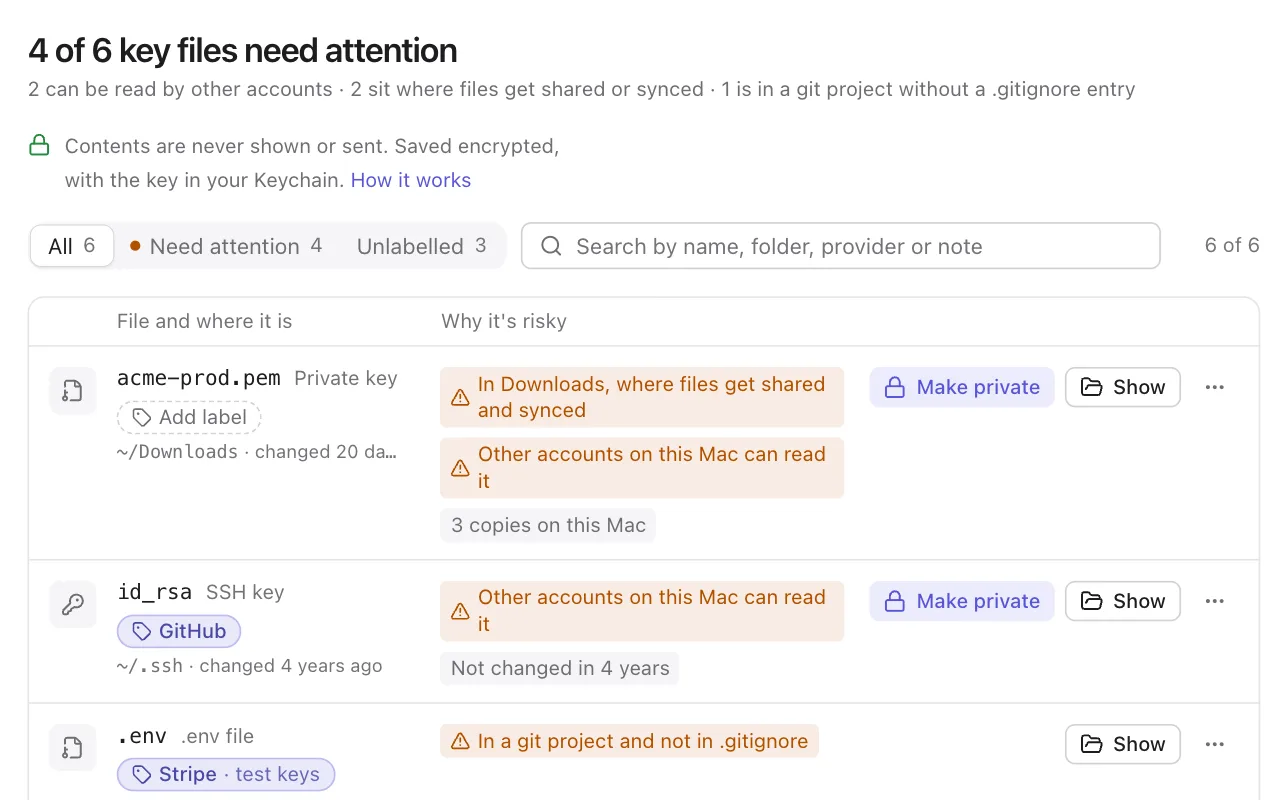 4 of 6 key files need attention
2 can be read by other accounts · 2 sit where files get shared or synced · 1 is in a git project without a .gitignore entry
Contents are never shown or sent. Saved encrypted,
with the key in your Keychain. How it works
All 6
Need attention 4
Unlabelled 3
Search by name, folder, provider or note
6 of 6
File and where it is
Why it's risky
acme-prod.pem Private key
Add label
~/Downloads · changed 20 da…
In Downloads, where files get shared
and synced
Other accounts on this Mac can read
it
3 copies on this Mac
Make private
Show
id_rsa SSH key
GitHub
~/.ssh · changed 4 years ago
Other accounts on this Mac can read
it
Not changed in 4 years
Make private
Show
.env .env file
Stripe · test keys
In a git project and not in .gitignore
Show